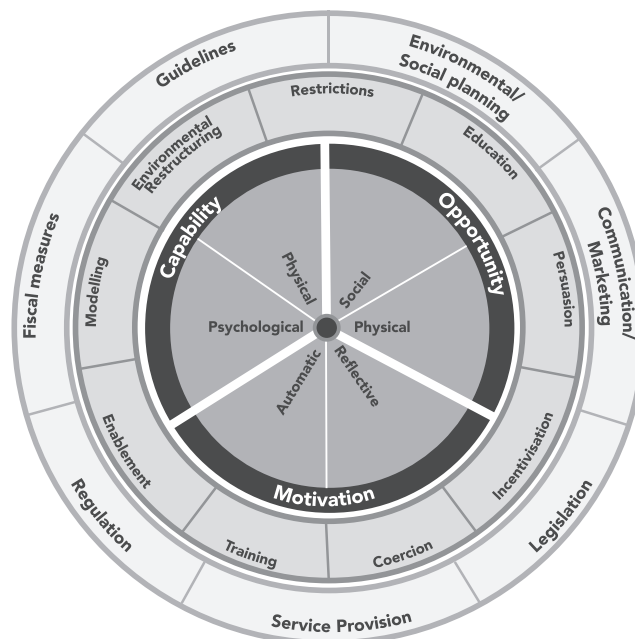 Guidelines
Environmental/
Social planning
Communication/
Marketing
Legislation
Service Provision
Regulation
Fiscal measures
Restrictions
Education
Persuasion
Incentivisation
Coercion
Training
Enablement
Modelling
Environmental
Restructuring
Capability
Opportunity
Motivation
Physical
Social
Psychological
Physical
Automatic
Reflective